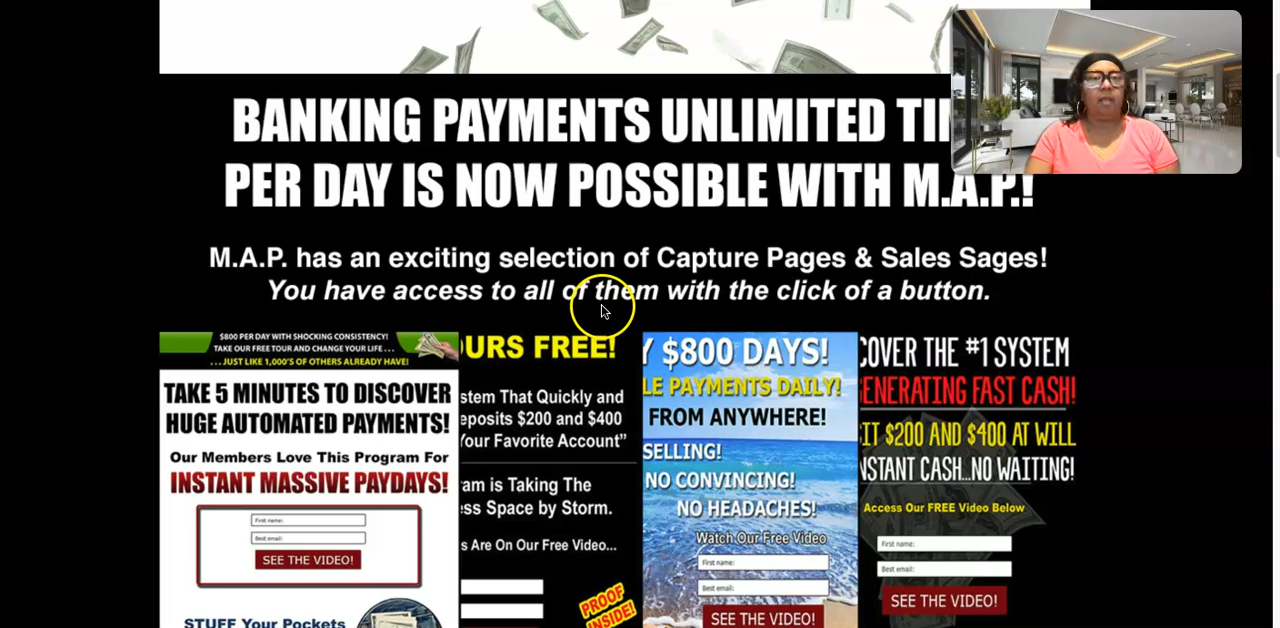 BANKING PAYMENTS UNLIMITED
PER DAY IS NOW POSSIBLE WITH M.A.P.!
M.A.P. has an exciting selection of Capture Pages & Sales Sages!
You have access to all of them with the click of a button.
$800 PER DAY WITH SHOCKING CONSISTENCY!
TAKE OUR FREE TOUR AND CHANGE YOUR LIFE . . .
. . . JUST LIKE 1,000'S OF OTHERS ALREADY HAVE!
TAKE 5 MINUTES TO DISCOVER
HUGE AUTOMATED PAYMENTS!
Our Members Love This Program For
INSTANT MASSIVE PAYDAYS!
First name:
Best email:
SEE THE VIDEO!
STUFF Your Pockets
OURS FREE!
stem That Quickly and
eposits $200 and $400
Your Favorite Account”
ram is Taking The
ess Space by Storm.
s Are On Our Free Video...
PROOF
INSIDE!
Y $800 DAYS!
LE PAYMENTS DAILY!
FROM ANYWHERE!
SELLING!
NO CONVINCING!
NO HEADACHES!
Watch Our Free Video
First name:
Best email:
SEE THE VIDEO!
COVER THE #1 SYSTEM
GENERATING FAST CASH!
IT $200 AND $400 AT WILL
NSTANT CASH...NO WAITING!
Access Our FREE Video Below
First name:
Best email:
SEE THE VIDEO!